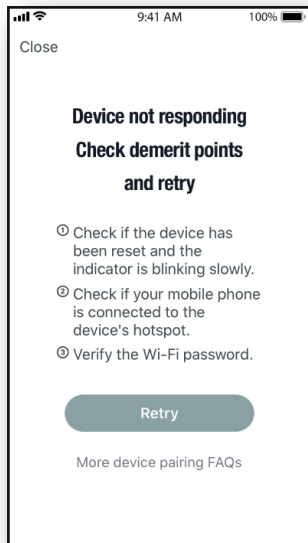 9:41 AM 100%
Close
Device not responding
Check demerit points
and retry
① Check if the device has
been reset and the
indicator is blinking slowly.
② Check if your mobile phone
is connected to the
device's hotspot.
③ Verify the Wi-Fi password.
Retry
More device pairing FAQs